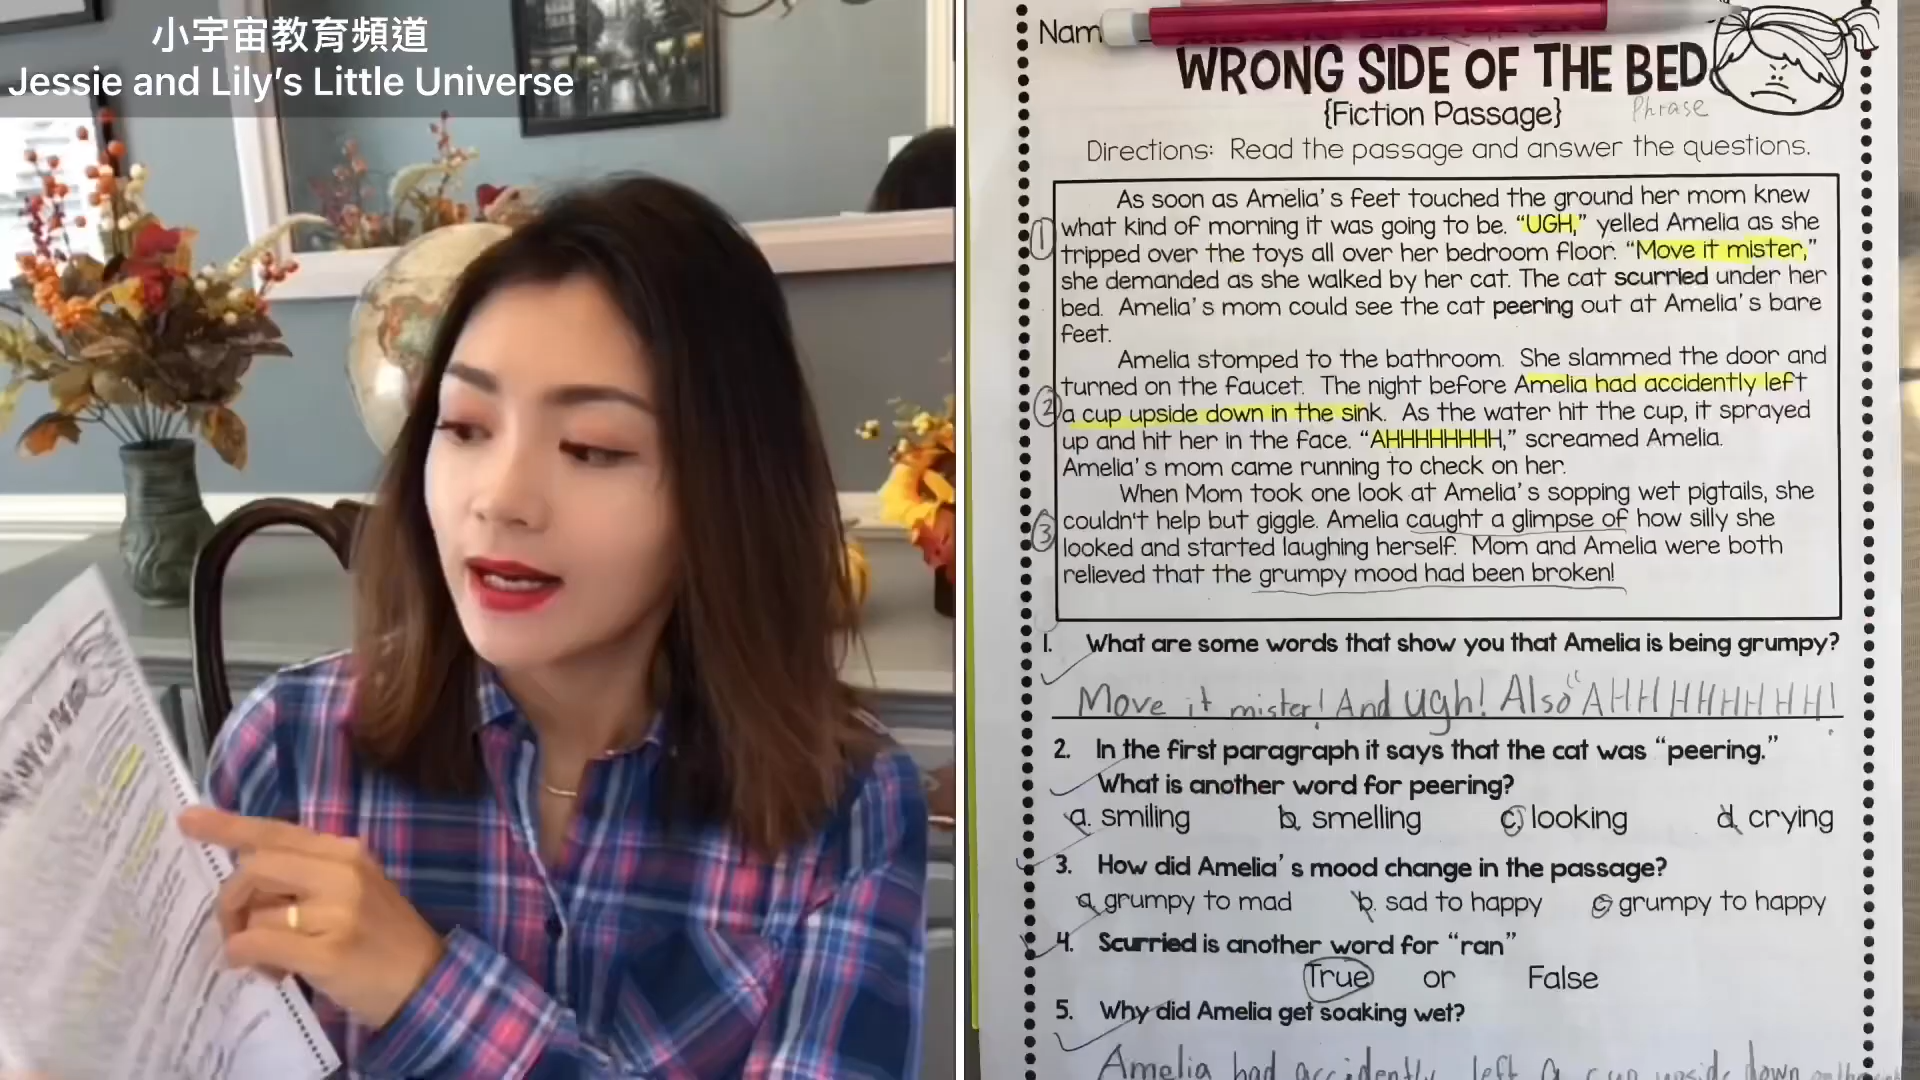 小宇宙教育頻道
Jessie and Lily's Little Universe
Nam
WRONG SIDE OF THE BED
{Fiction Passage}
Phrase
Directions: Read the passage and answer the questions.
As soon as Amelia's feet touched the ground her mom knew
what kind of morning it was going to be. "UGH," yelled Amelia as she
tripped over the toys all over her bedroom floor. "Move it mister,"
she demanded as she walked by her cat. The cat scurried under her
bed. Amelia's mom could see the cat peering out at Amelia's bare
feet.
Amelia stomped to the bathroom. She slammed the door and
turned on the faucet. The night before Amelia had accidently left
a cup upside down in the sink. As the water hit the cup, it sprayed
up and hit her in the face. "AHHHHHHHH," screamed Amelia.
Amelia's mom came running to check on her.
When Mom took one look at Amelia's sopping wet pigtails, she
couldn't help but giggle. Amelia caught a glimpse of how silly she
looked and started laughing herself. Mom and Amelia were both
relieved that the grumpy mood had been broken!
1
2
3
1. What are some words that show you that Amelia is being grumpy?
Move it mister! And Ugh! Also "AHHHHHHHH!
2. In the first paragraph it says that the cat was "peering."
What is another word for peering?
a. smiling b. smelling c. looking d. crying
3. How did Amelia's mood change in the passage?
a. grumpy to mad b. sad to happy c. grumpy to happy
4. Scurried is another word for "ran"
True or False
5. Why did Amelia get soaking wet?
Amelia had accidently left a cup upside down